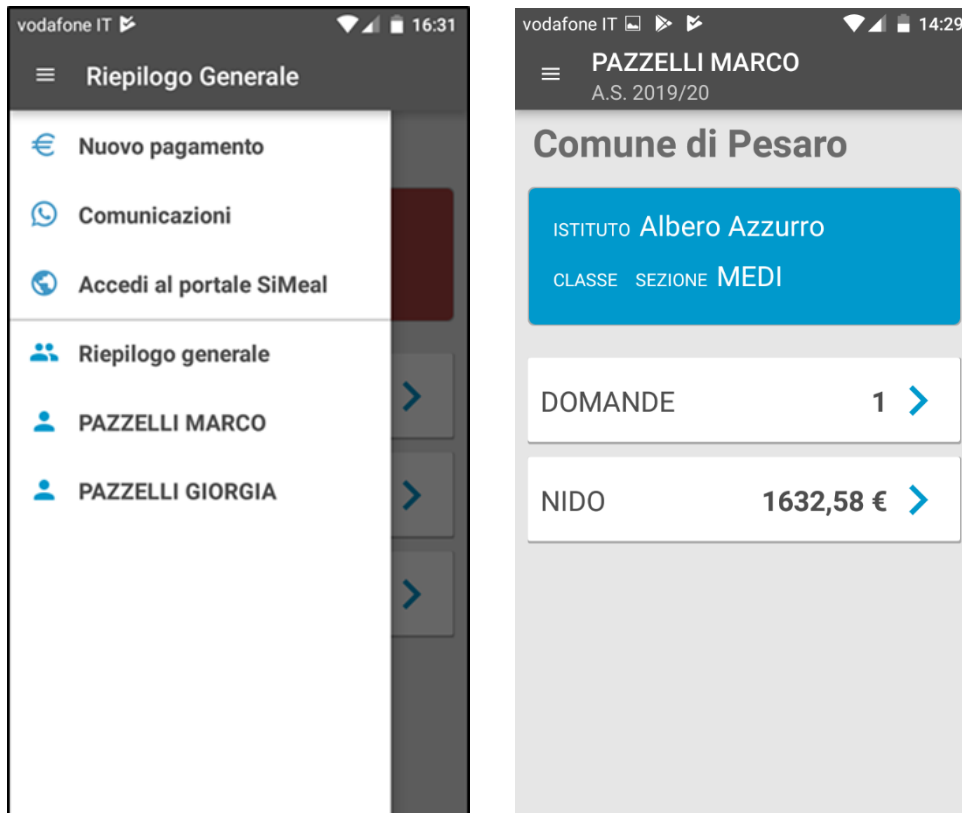 vodafone IT 16:31
Riepilogo Generale
Nuovo pagamento
Comunicazioni
Accedi al portale SiMeal
Riepilogo generale
PAZZELLI MARCO
PAZZELLI GIORGIA
vodafone IT 14:29
PAZZELLI MARCO
A.S. 2019/20
Comune di Pesaro
ISTITUTO Albero Azzurro
CLASSE SEZIONE MEDI
DOMANDE 1
NIDO 1632,58 €